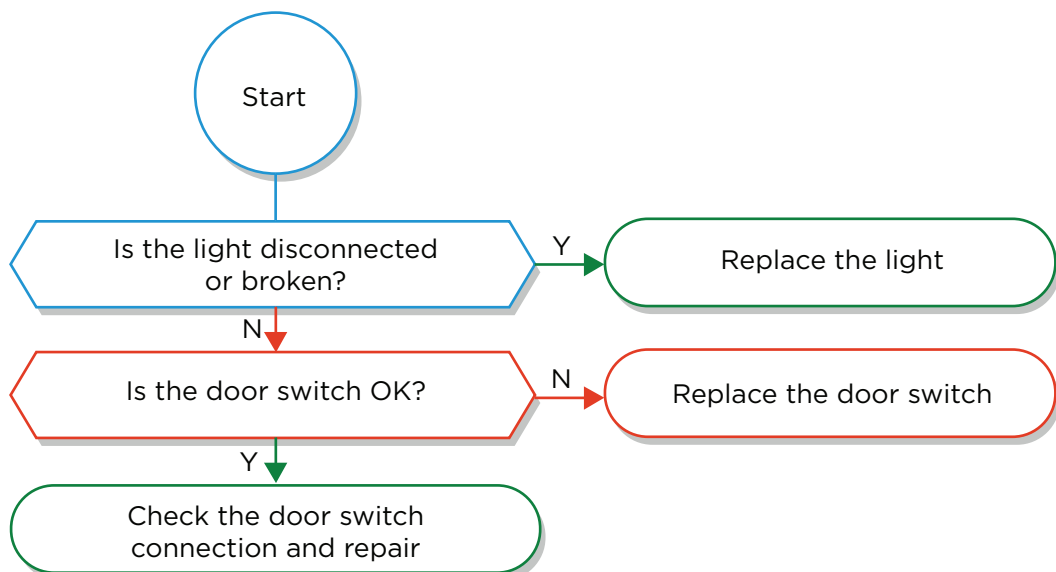 Start
Is the light disconnected
or broken?
Y
Replace the light
N
Is the door switch OK?
N
Replace the door switch
Y
Check the door switch
connection and repair